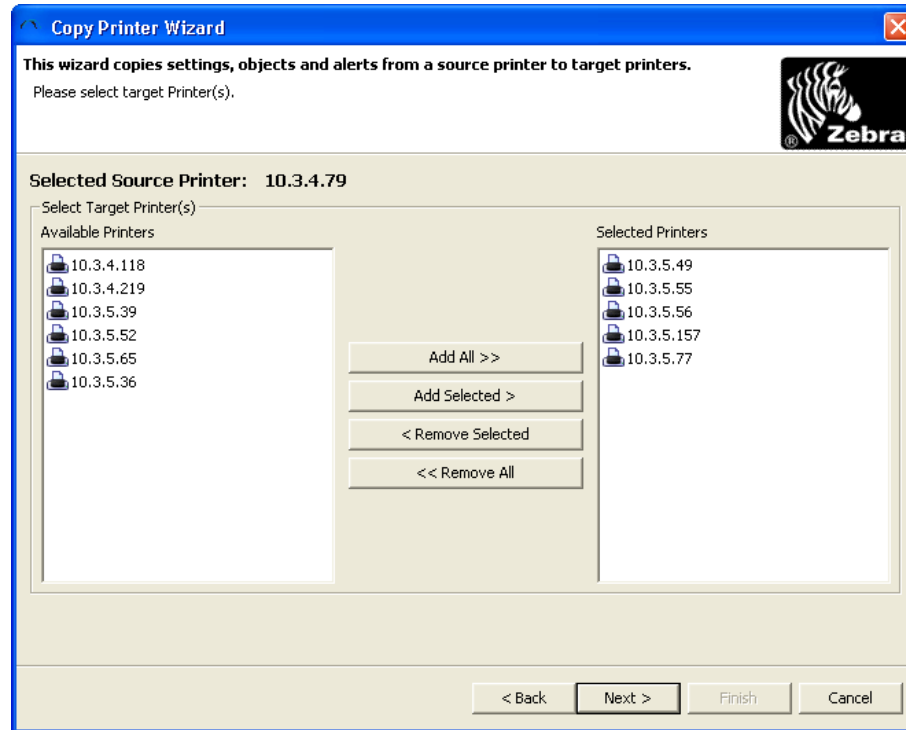 Copy Printer Wizard
This wizard copies settings, objects and alerts from a source printer to target printers.
Please select target Printer(s).
Zebra
®
Selected Source Printer: 10.3.4.79
Select Target Printer(s)
Available Printers
10.3.4.118
10.3.4.219
10.3.5.39
10.3.5.52
10.3.5.65
10.3.5.36
Add All >>
Add Selected >
< Remove Selected
<< Remove All
Selected Printers
10.3.5.49
10.3.5.55
10.3.5.56
10.3.5.157
10.3.5.77
< Back
Next >
Finish
Cancel